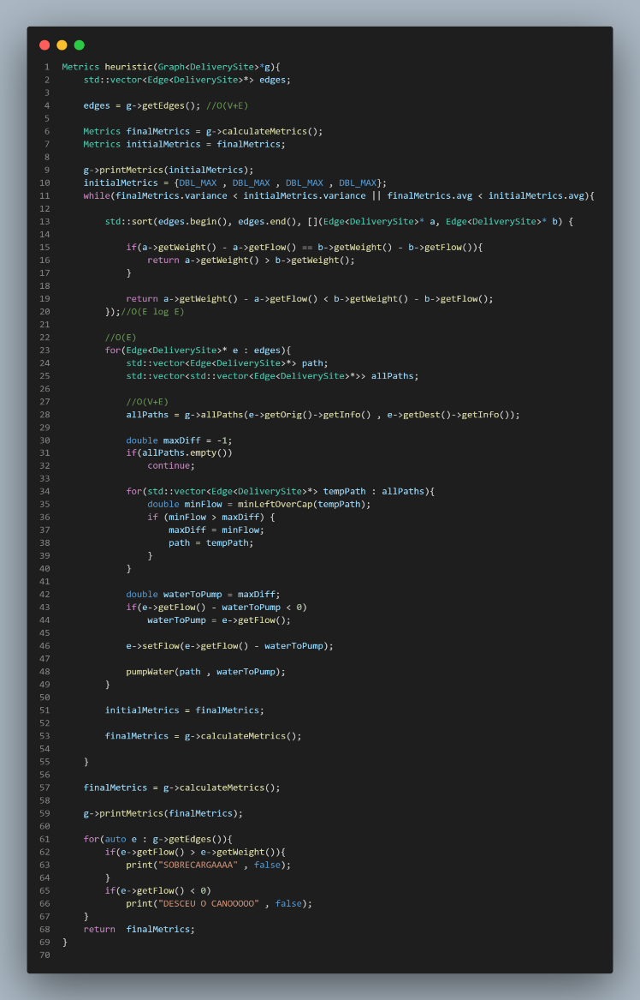 1 Metrics heuristic(Graph<DeliverySite>*g){
2 std::vector<Edge<DeliverySite>*> edges;
3
4 edges = g->getEdges(); //O(V+E)
5
6 Metrics finalMetrics = g->calculateMetrics();
7 Metrics initialMetrics = finalMetrics;
8
9 g->printMetrics(initialMetrics);
10 initialMetrics = {DBL_MAX , DBL_MAX , DBL_MAX , DBL_MAX};
11 while(finalMetrics.variance < initialMetrics.variance || finalMetrics.avg < initialMetrics.avg){
12
13 std::sort(edges.begin(), edges.end(), [](Edge<DeliverySite>* a, Edge<DeliverySite>* b) {
14
15 if(a->getWeight() - a->getFlow() == b->getWeight() - b->getFlow()){
16 return a->getWeight() > b->getWeight();
17 }
18
19 return a->getWeight() - a->getFlow() < b->getWeight() - b->getFlow();
20 });//O(E log E)
21
22 //O(E)
23 for(Edge<DeliverySite>* e : edges){
24 std::vector<Edge<DeliverySite>*> path;
25 std::vector<std::vector<Edge<DeliverySite>*>> allPaths;
26
27 //O(V+E)
28 allPaths = g->allPaths(e->getOrig()->getInfo() , e->getDest()->getInfo());
29
30 double maxDiff = -1;
31 if(allPaths.empty())
32 continue;
33
34 for(std::vector<Edge<DeliverySite>*> tempPath : allPaths){
35 double minFlow = minLeftOverCap(tempPath);
36 if (minFlow > maxDiff) {
37 maxDiff = minFlow;
38 path = tempPath;
39 }
40 }
41
42 double waterToPump = maxDiff;
43 if(e->getFlow() - waterToPump < 0)
44 waterToPump = e->getFlow();
45
46 e->setFlow(e->getFlow() - waterToPump);
47
48 pumpWater(path , waterToPump);
49 }
50
51 initialMetrics = finalMetrics;
52
53 finalMetrics = g->calculateMetrics();
54
55 }
56
57 finalMetrics = g->calculateMetrics();
58
59 g->printMetrics(finalMetrics);
60
61 for(auto e : g->getEdges()){
62 if(e->getFlow() > e->getWeight()){
63 print("SOBRECARGAAAA" , false);
64 }
65 if(e->getFlow() < 0)
66 print("DESCEU O CANOOOOO" , false);
67 }
68 return  finalMetrics;
69 }
70